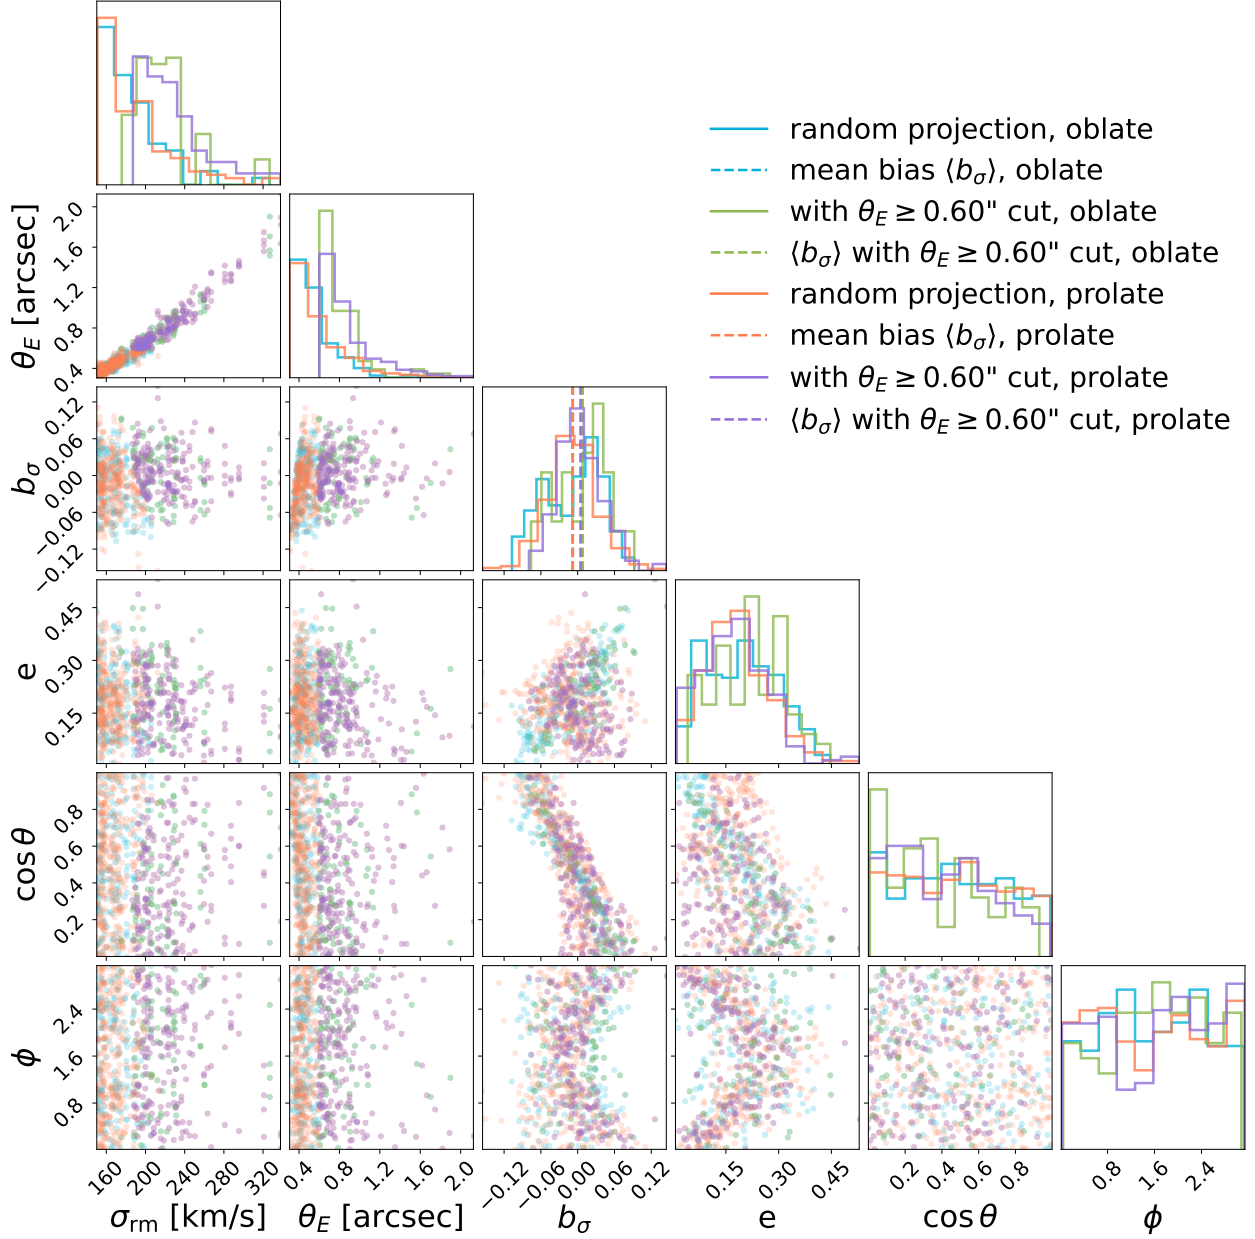 random projection, oblate
mean bias ⟨b_σ⟩, oblate
with θ_E ≥ 0.60" cut, oblate
⟨b_σ⟩ with θ_E ≥ 0.60" cut, oblate
random projection, prolate
mean bias ⟨b_σ⟩, prolate
with θ_E ≥ 0.60" cut, prolate
⟨b_σ⟩ with θ_E ≥ 0.60" cut, prolate
θ_E [arcsec]
2.0
1.6
1.2
0.8
0.4
b_σ
0.12
0.06
0.00
−0.06
−0.12
e
0.45
0.30
0.15
cos θ
0.8
0.6
0.4
0.2
ϕ
2.4
1.6
0.8
160 200 240 280 320
0.4 0.8 1.2 1.6 2.0
−0.12 −0.06 0.00 0.06 0.12
0.15 0.30 0.45
0.2 0.4 0.6 0.8
0.8 1.6 2.4
σ_rm [km/s] θ_E [arcsec] b_σ e cos θ ϕ